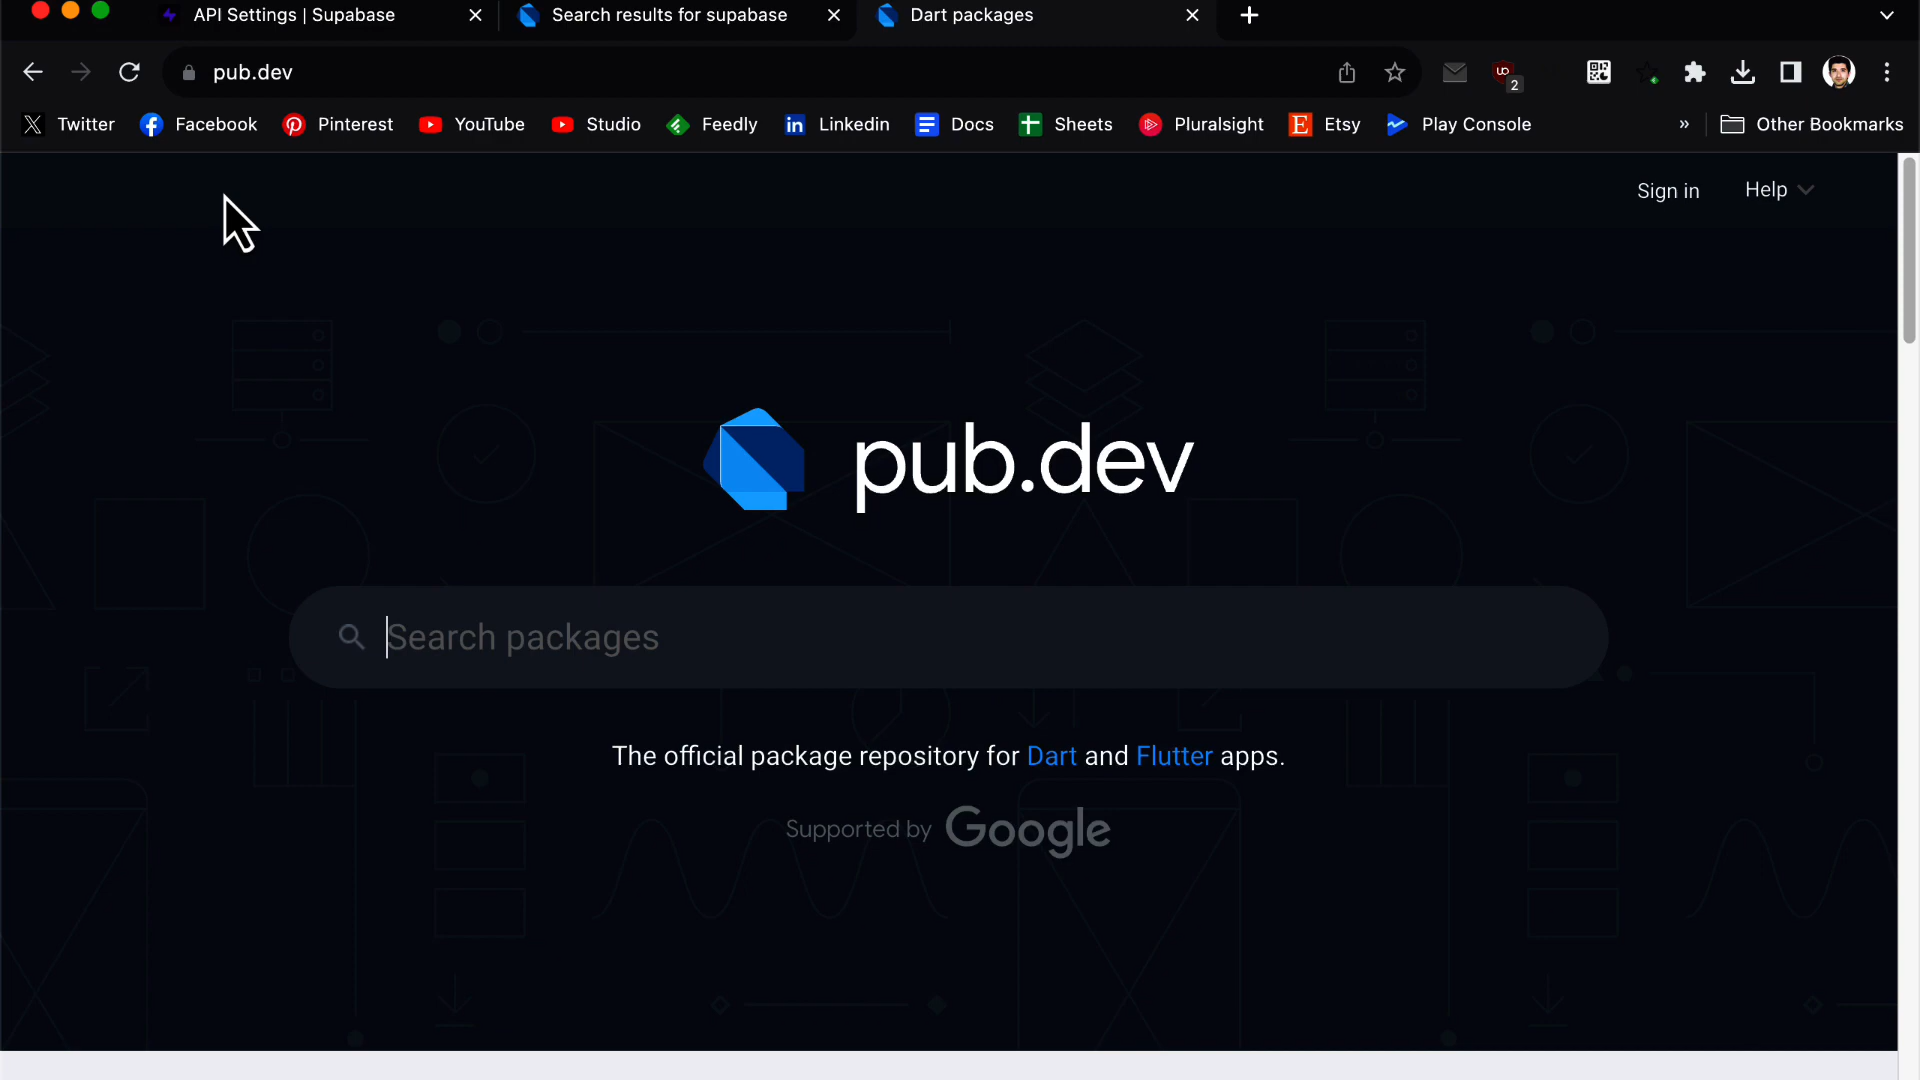 API Settings | Supabase
Search results for supabase
Dart packages
pub.dev
2
Twitter
Facebook
Pinterest
YouTube
Studio
Feedly
Linkedin
Docs
Sheets
Pluralsight
Etsy
Play Console
»
Other Bookmarks
Sign in
Help
pub.dev
Search packages
The official package repository for Dart and Flutter apps.
Supported by Google